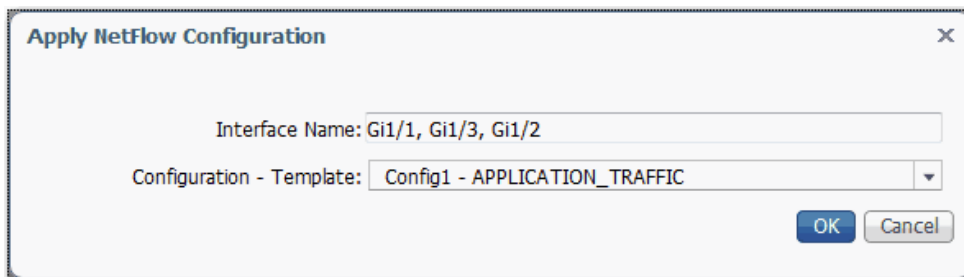 Apply NetFlow Configuration
Interface Name: Gi1/1, Gi1/3, Gi1/2
Configuration - Template: Config1 - APPLICATION_TRAFFIC
OK Cancel